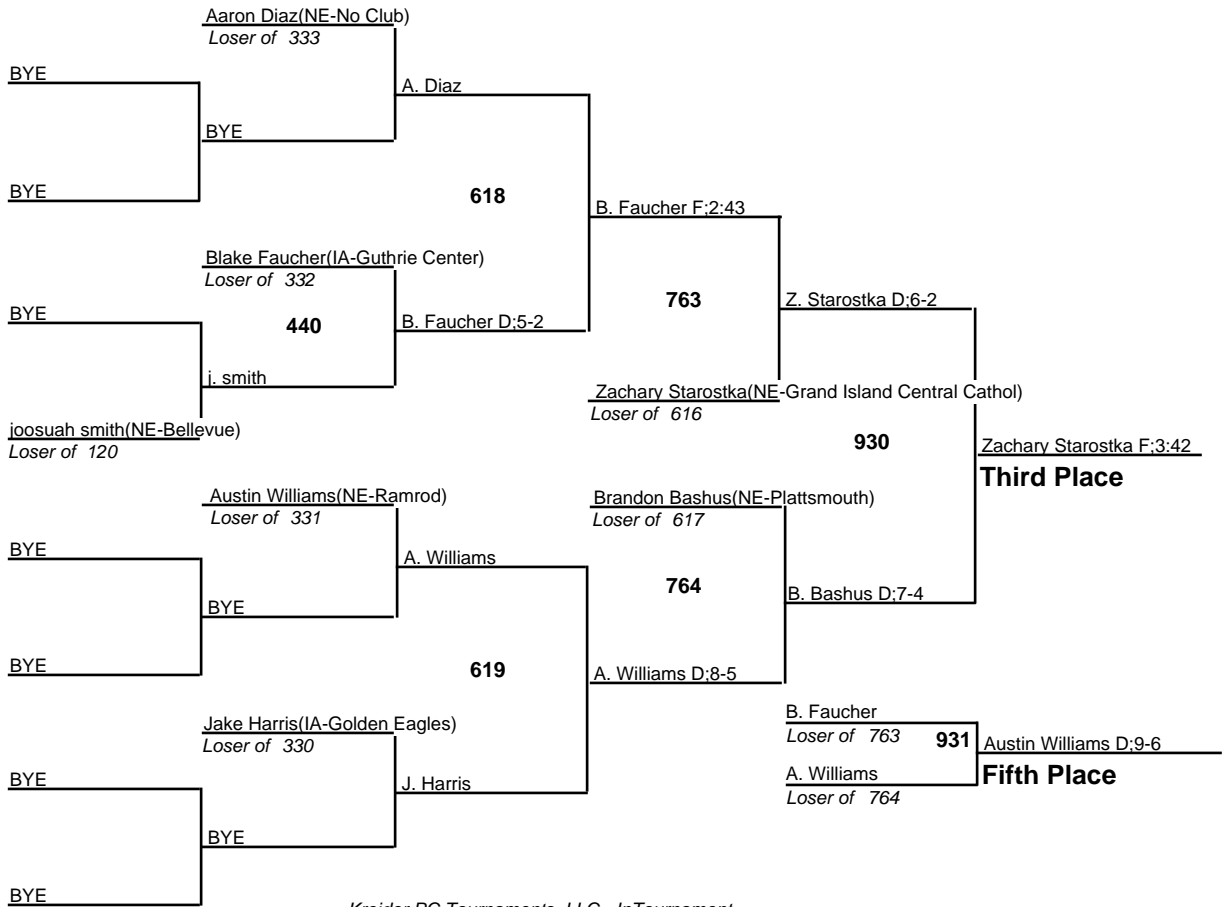 Aaron Diaz(NE-No Club)
Loser of 333
BYE
A. Diaz
BYE
BYE
618
B. Faucher F;2:43
Blake Faucher(IA-Guthrie Center)
Loser of 332
763
Z. Starostka D;6-2
BYE
440
B. Faucher D;5-2
j. smith
Zachary Starostka(NE-Grand Island Central Cathol)
Loser of 616
joosuah smith(NE-Bellevue)
Loser of 120
930
Zachary Starostka F;3:42
Third Place
Austin Williams(NE-Ramrod)
Loser of 331
Brandon Bashus(NE-Plattsmouth)
Loser of 617
BYE
A. Williams
764
BYE
B. Bashus D;7-4
BYE
619
A. Williams D;8-5
Jake Harris(IA-Golden Eagles)
Loser of 330
B. Faucher
Loser of 763
931
Austin Williams D;9-6
Fifth Place
BYE
J. Harris
A. Williams
Loser of 764
BYE
BYE